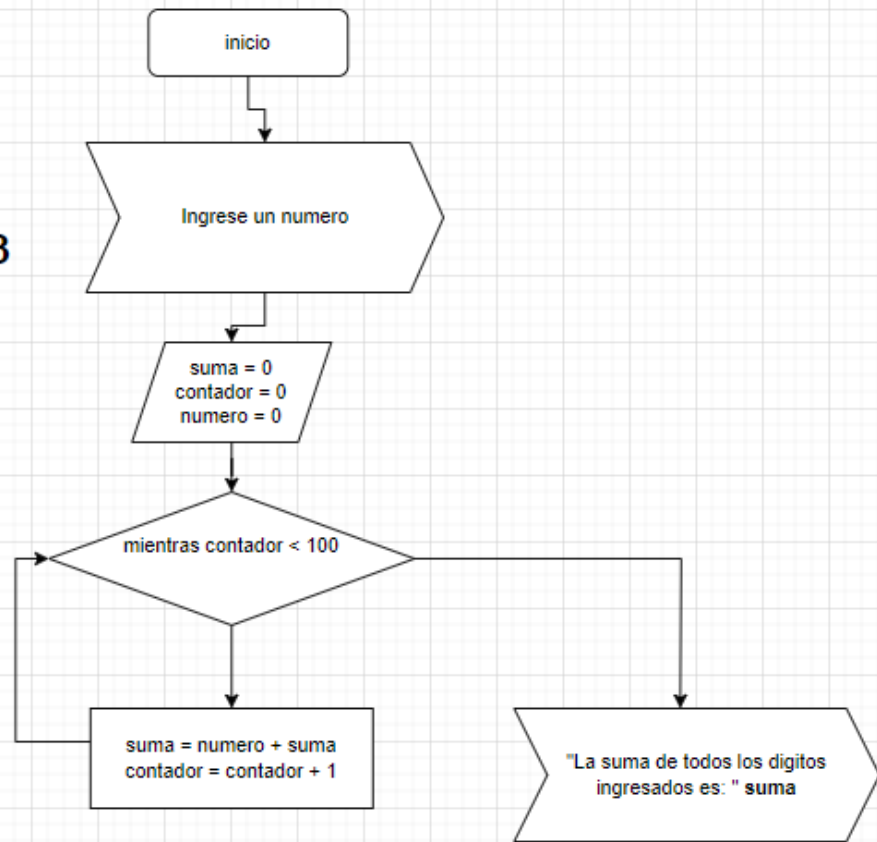 inicio
Ingrese un numero
suma = 0
contador = 0
numero = 0
mientras contador < 100
suma = numero + suma
contador = contador + 1
"La suma de todos los digitos
ingresados es: " suma